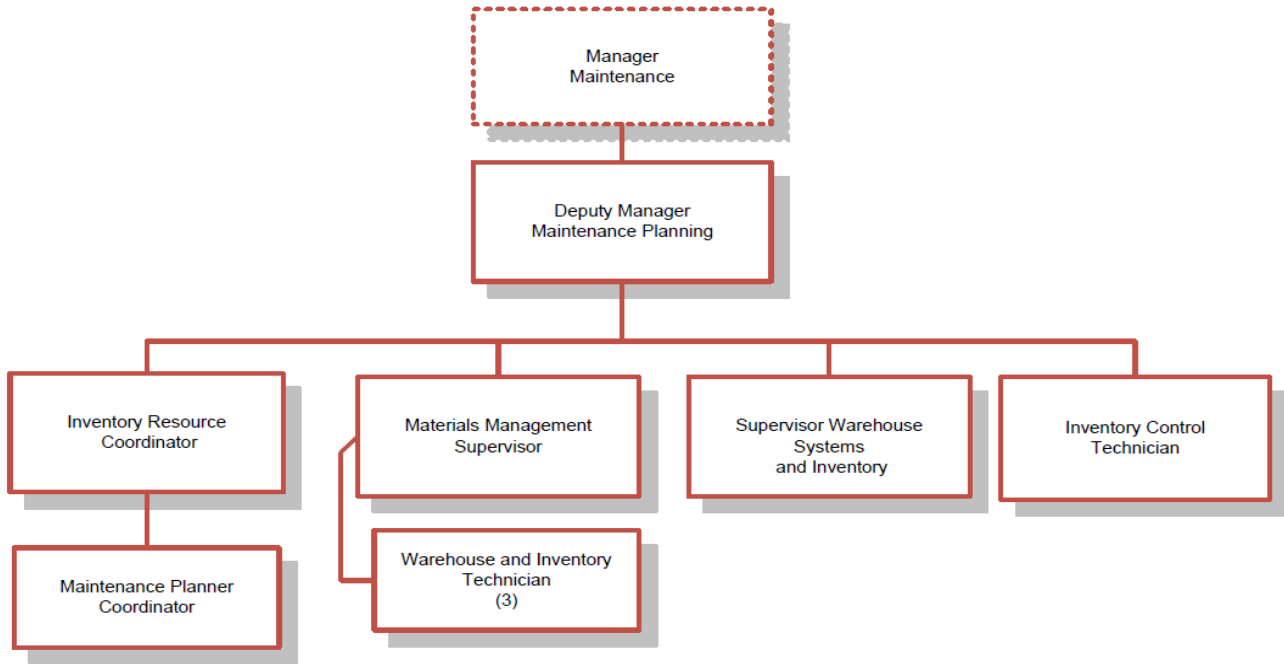 Manager
Maintenance
Deputy Manager
Maintenance Planning
Inventory Resource
Coordinator
Materials Management
Supervisor
Supervisor Warehouse
Systems
and Inventory
Inventory Control
Technician
Maintenance Planner
Coordinator
Warehouse and Inventory
Technician
(3)